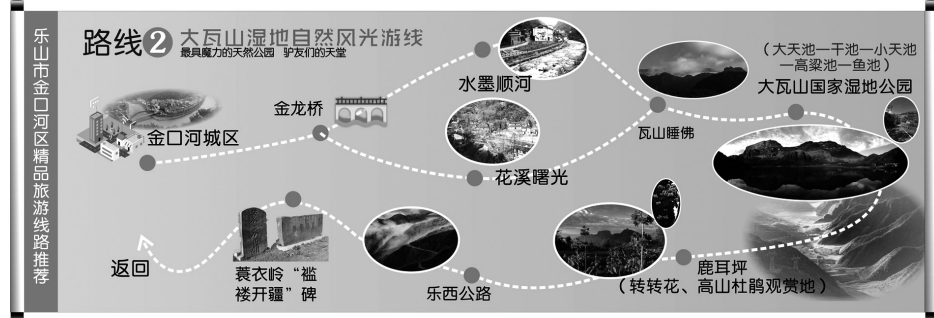 乐山市金口河区精品旅游线路推荐
路线2
大瓦山湿地自然风光游线
最具魔力的天然公园 驴友们的天堂
金口河城区
金龙桥
水墨顺河
花溪曙光
瓦山睡佛
（大天池—干池—小天池
—高梁池—鱼池）
大瓦山国家湿地公园
鹿耳坪
（转转花、高山杜鹃观赏地）
乐西公路
蓑衣岭“褴
褛开疆”碑
返回